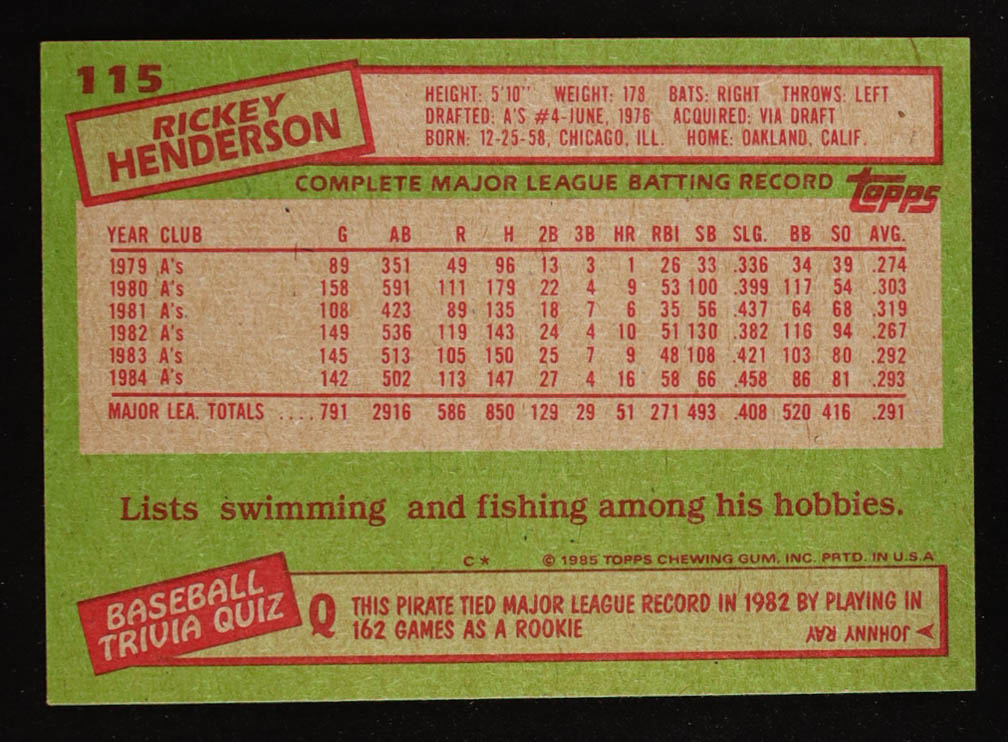 115
RICKEY
HENDERSON
HEIGHT: 5'10" WEIGHT: 178 BATS: RIGHT THROWS: LEFT
DRAFTED: A'S #4-JUNE, 1976 ACQUIRED: VIA DRAFT
BORN: 12-25-58, CHICAGO, ILL. HOME: OAKLAND, CALIF.
COMPLETE MAJOR LEAGUE BATTING RECORD topps
YEAR CLUB G AB R H 2B 3B HR RBI SB SLG. BB SO AVG.
1979 A's 89 351 49 96 13 3 1 26 33 .336 34 39 .274
1980 A's 158 591 111 179 22 4 9 53 100 .399 117 54 .303
1981 A's. 108 423 89 135 18 7 6 35 56 .437 64 68 .319
1982 A's 149 536 119 143 24 4 10 51 130 .382 116 94 .267
1983 A's 145 513 105 150 25 7 9 48 108 .421 103 80 .292
1984 A's 142 502 113 147 27 4 16 58 66 .458 86 81 .293
MAJOR LEA. TOTALS ....791 2916 586 850 129 29 51 271 493 .408 520 416 .291
Lists swimming and fishing among his hobbies.
C* © 1985 TOPPS CHEWING GUM, INC. PRTD. IN U.S.A
BASEBALL
TRIVIA QUIZ
Q THIS PIRATE TIED MAJOR LEAGUE RECORD IN 1982 BY PLAYING IN
162 GAMES AS A ROOKIE
JOHNNY RAY